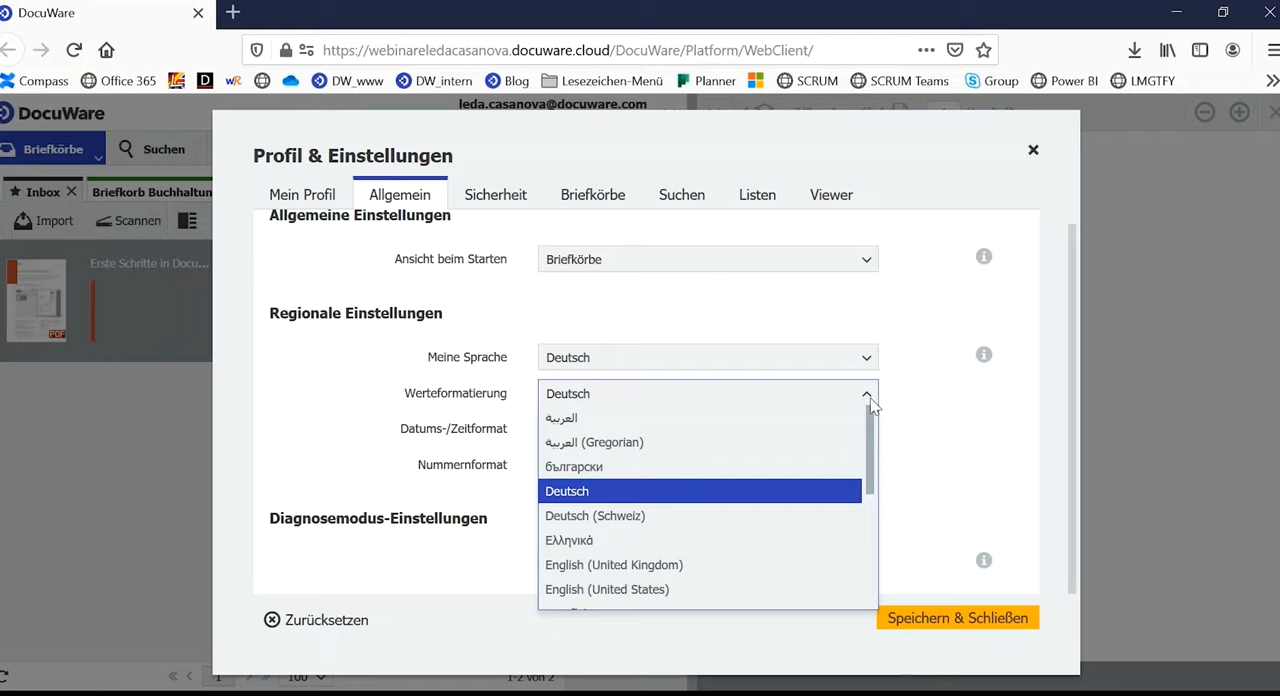 DocuWare
https://webinareledacasanova.docuware.cloud/DocuWare/Platform/WebClient/
Compass Office 365 D wR DW_www DW_intern Blog Lesezeichen-Menü Planner SCRUM SCRUM Teams Group Power BI LMGTFY
DocuWare
leda.casanova@docuware.com
Briefkörbe Suchen
Inbox Briefkorb Buchhaltun
Import Scannen
Erste Schritte in Docu...
PDF
Profil & Einstellungen
Mein Profil Allgemein Sicherheit Briefkörbe Suchen Listen Viewer
Allgemeine Einstellungen
Ansicht beim Starten Briefkörbe
Regionale Einstellungen
Meine Sprache Deutsch
Werteformatierung Deutsch
العربية
Datums-/Zeitformat
العربية (Gregorian)
Nummernformat
български
Deutsch
Diagnosemodus-Einstellungen
Deutsch (Schweiz)
Ελληνικά
English (United Kingdom)
English (United States)
Zurücksetzen Speichern & Schließen
1 100 1-2 von 2